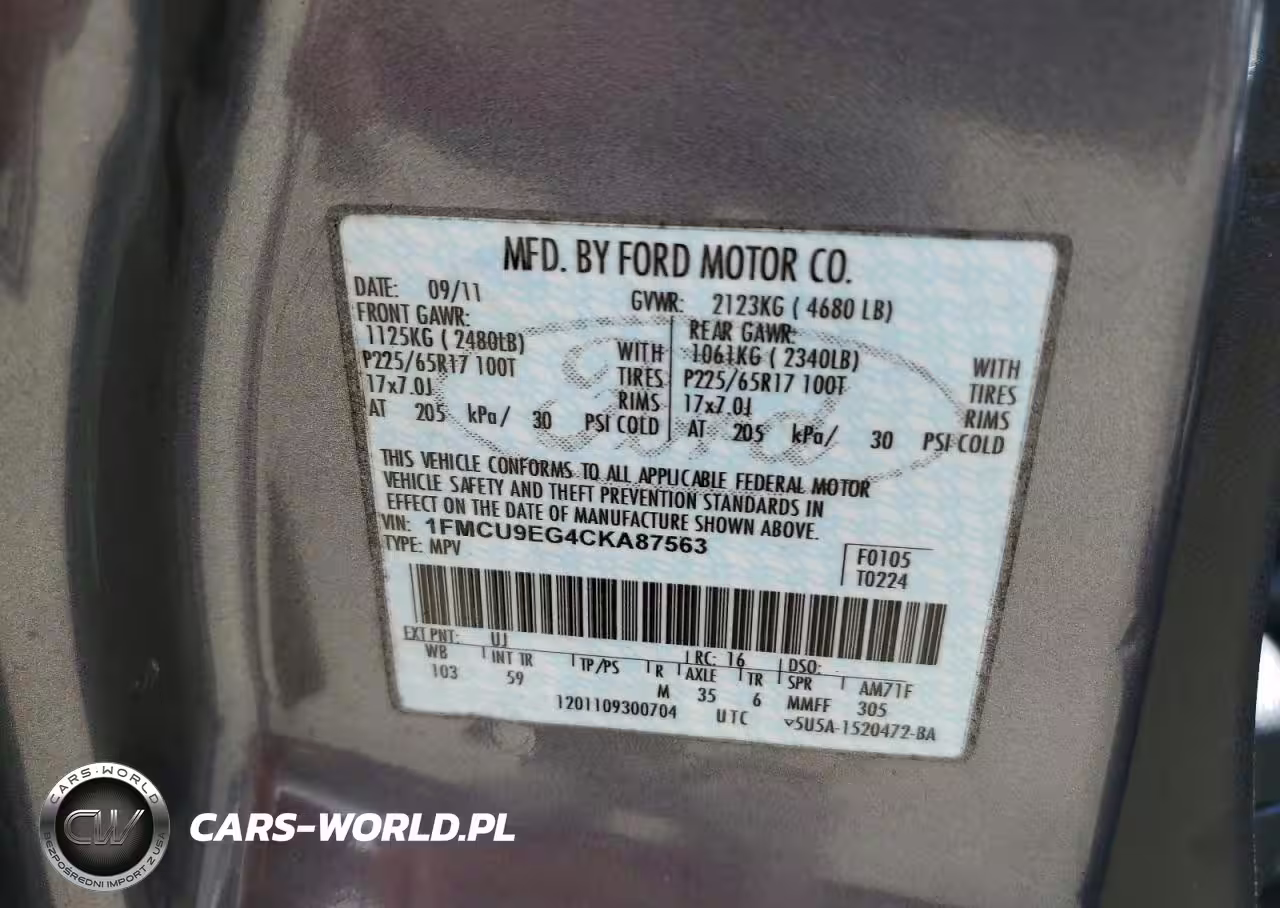 MFD. BY FORD MOTOR CO.
DATE: 09/11 GVWR: 2123KG ( 4680 LB)
FRONT GAWR: REAR GAWR:
1125KG ( 2480LB) WITH 1061KG ( 2340LB) WITH
P225/65R17 100T TIRES P225/65R17 100T TIRES
17x7.0J RIMS 17x7.0J RIMS
AT 205 kPa/ 30 PSI COLD AT 205 kPa/ 30 PSI COLD
Ford
THIS VEHICLE CONFORMS TO ALL APPLICABLE FEDERAL MOTOR
VEHICLE SAFETY AND THEFT PREVENTION STANDARDS IN
EFFECT ON THE DATE OF MANUFACTURE SHOWN ABOVE.
VIN: 1FMCU9EG4CKA87563
TYPE: MPV
F0105
T0224
EXT PNT: UJ RC: 16 DSO:
WB INT TR TP/PS R AXLE TR SPR AM71F
103 59 M 35 6 MMFF 305
1201109300704 UTC 5U5A-1520472-BA
CARS-WORLD
CW
BEZPOŚREDNI IMPORT Z USA
CARS-WORLD.PL